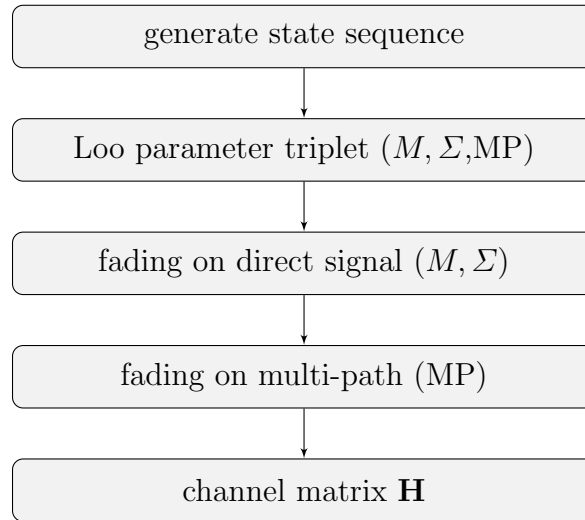 generate state sequence
Loo parameter triplet (M, Σ,MP)
fading on direct signal (M, Σ)
fading on multi-path (MP)
channel matrix H